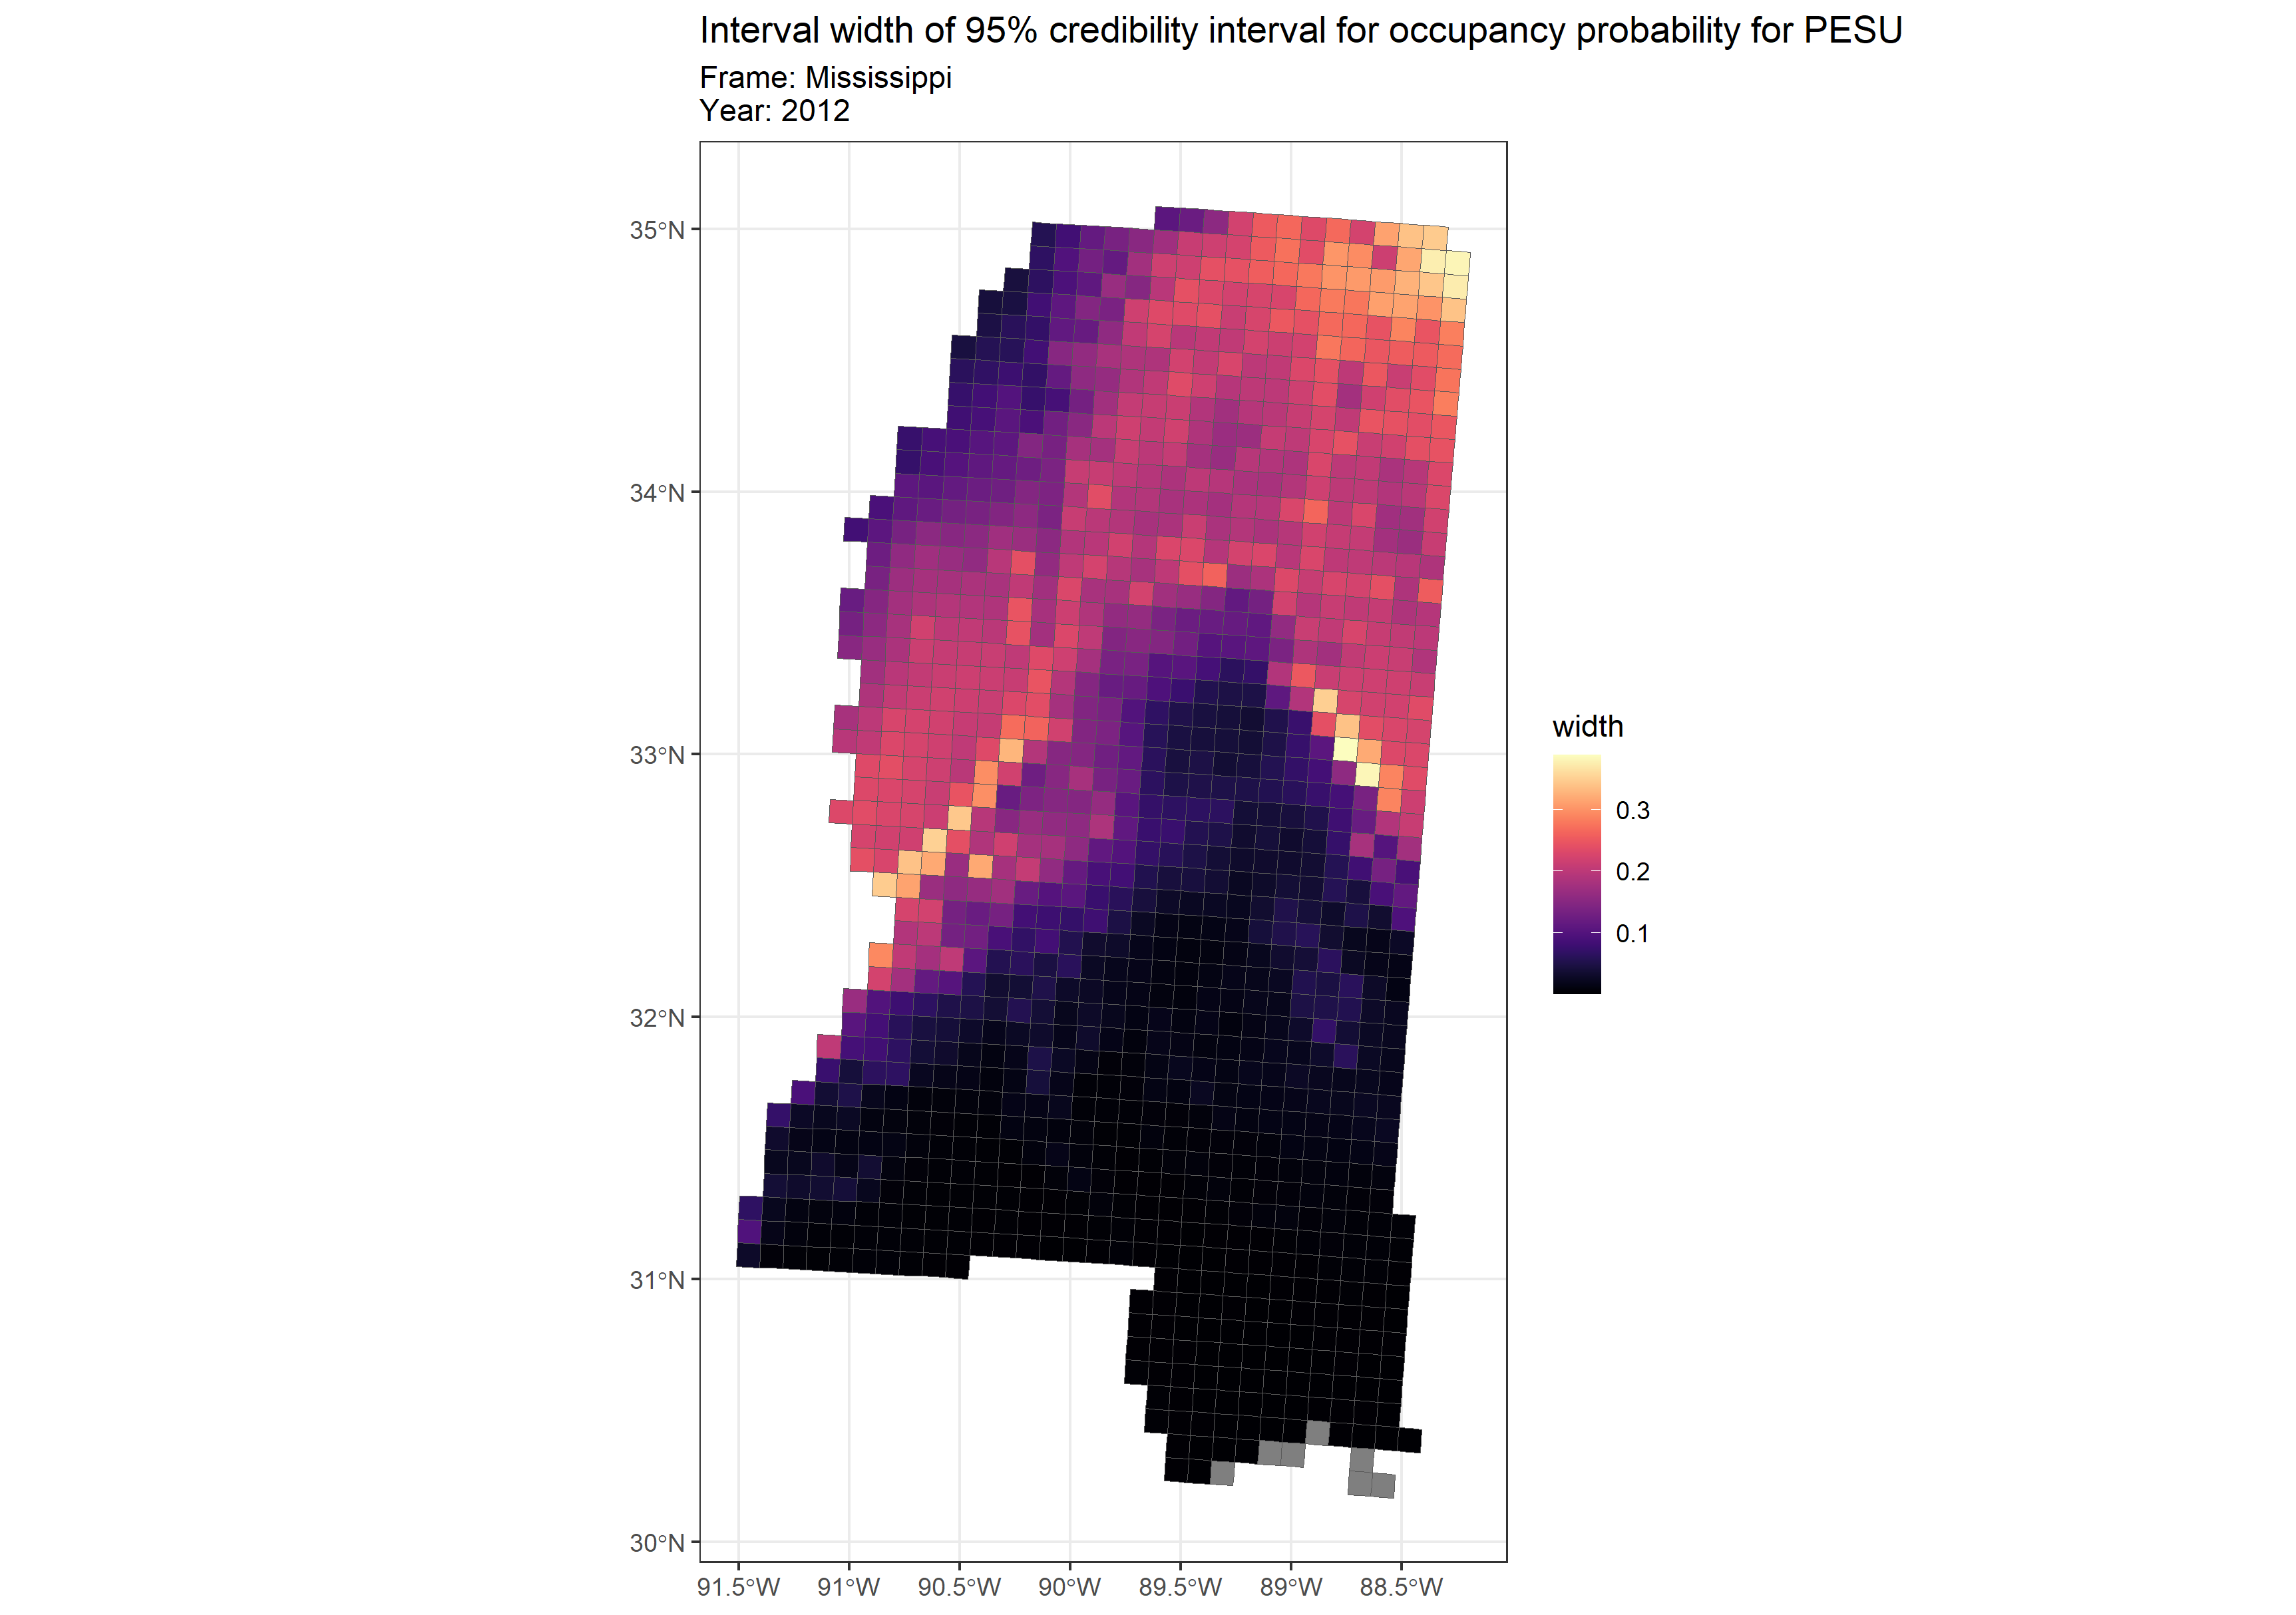 Interval width of 95% credibility interval for occupancy probability for PESU
Frame: Mississippi
Year: 2012
35°N
34°N
33°N
32°N
31°N
30°N
91.5°W
91°W
90.5°W
90°W
89.5°W
89°W
88.5°W
width
0.3
0.2
0.1